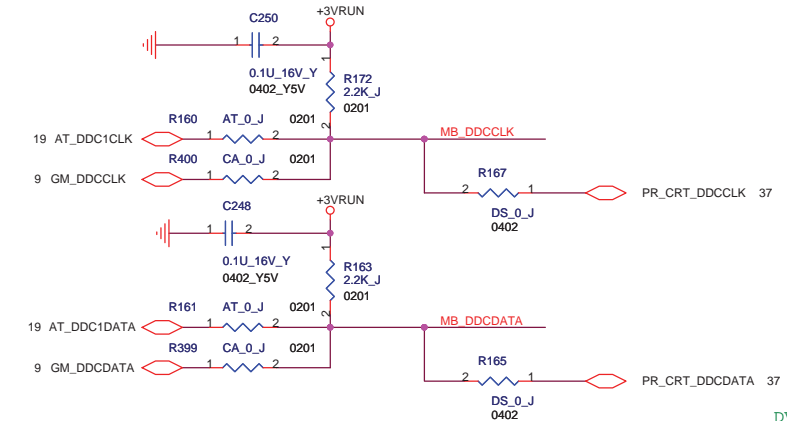 C250
+3VRUN
1 2
0.1U_16V_Y
0402_Y5V
1
R172
2.2K_J
0201
2
R160 AT_0_J 0201
19 AT_DDC1CLK 1 2
MB_DDCCLK
R400 CA_0_J 0201
9 GM_DDCCLK 1 2
R167
2 1
PR_CRT_DDCCLK 37
DS_0_J
0402
C248
+3VRUN
1 2
0.1U_16V_Y
0402_Y5V
1
R163
2.2K_J
0201
2
R161 AT_0_J 0201
19 AT_DDC1DATA 1 2
MB_DDCDATA
R399 CA_0_J 0201
9 GM_DDCDATA 1 2
R165
2 1
PR_CRT_DDCDATA 37
DS_0_J
0402